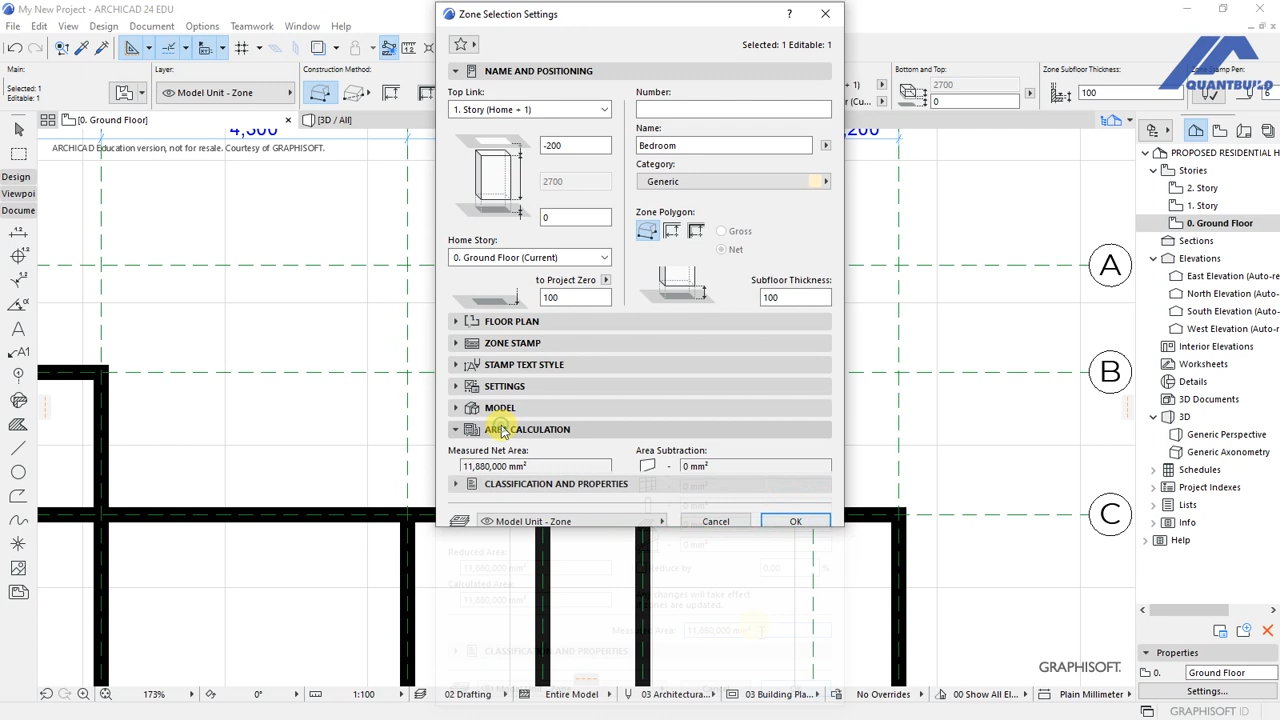 My New Project - ARCHICAD 24 EDU
File Edit View Design Document Options Teamwork Window Help
Main:
Selected: 1
Editable: 1
Layer:
Model Unit - Zone
Construction Method:
Bottom and Top:
2700
0
Zone Subfloor Thickness:
100
Zone Stamp Pen:
6
QUANTBUILD
[0. Ground Floor]
[3D / All]
4,500
,200
ARCHICAD Education version, not for resale. Courtesy of GRAPHISOFT.
Design
Viewpoi
Docume
Zone Selection Settings
?
Selected: 1 Editable: 1
NAME AND POSITIONING
Top Link:
1. Story (Home + 1)
-200
2700
0
Home Story:
0. Ground Floor (Current)
to Project Zero
100
Number:
Name:
Bedroom
Category:
Generic
Zone Polygon:
Gross
Net
Subfloor Thickness:
100
FLOOR PLAN
ZONE STAMP
STAMP TEXT STYLE
SETTINGS
MODEL
AREA CALCULATION
Measured Net Area:
11,880,000 mm²
Area Subtraction:
- 0 mm²
CLASSIFICATION AND PROPERTIES
Model Unit - Zone
Cancel
OK
A
B
C
PROPOSED RESIDENTIAL H
Stories
2. Story
1. Story
0. Ground Floor
Sections
Elevations
East Elevation (Auto-r
North Elevation (Auto-
South Elevation (Auto-
West Elevation (Auto-
Interior Elevations
Worksheets
Details
3D Documents
3D
Generic Perspective
Generic Axonometry
Schedules
Project Indexes
Lists
Info
Help
Properties
0. Ground Floor
Settings...
GRAPHISOFT.
173%
0°
1:100
02 Drafting
Entire Model
03 Architectura...
03 Building Pla...
No Overrides
00 Show All El...
Plain Millimeter
GRAPHISOFT ID